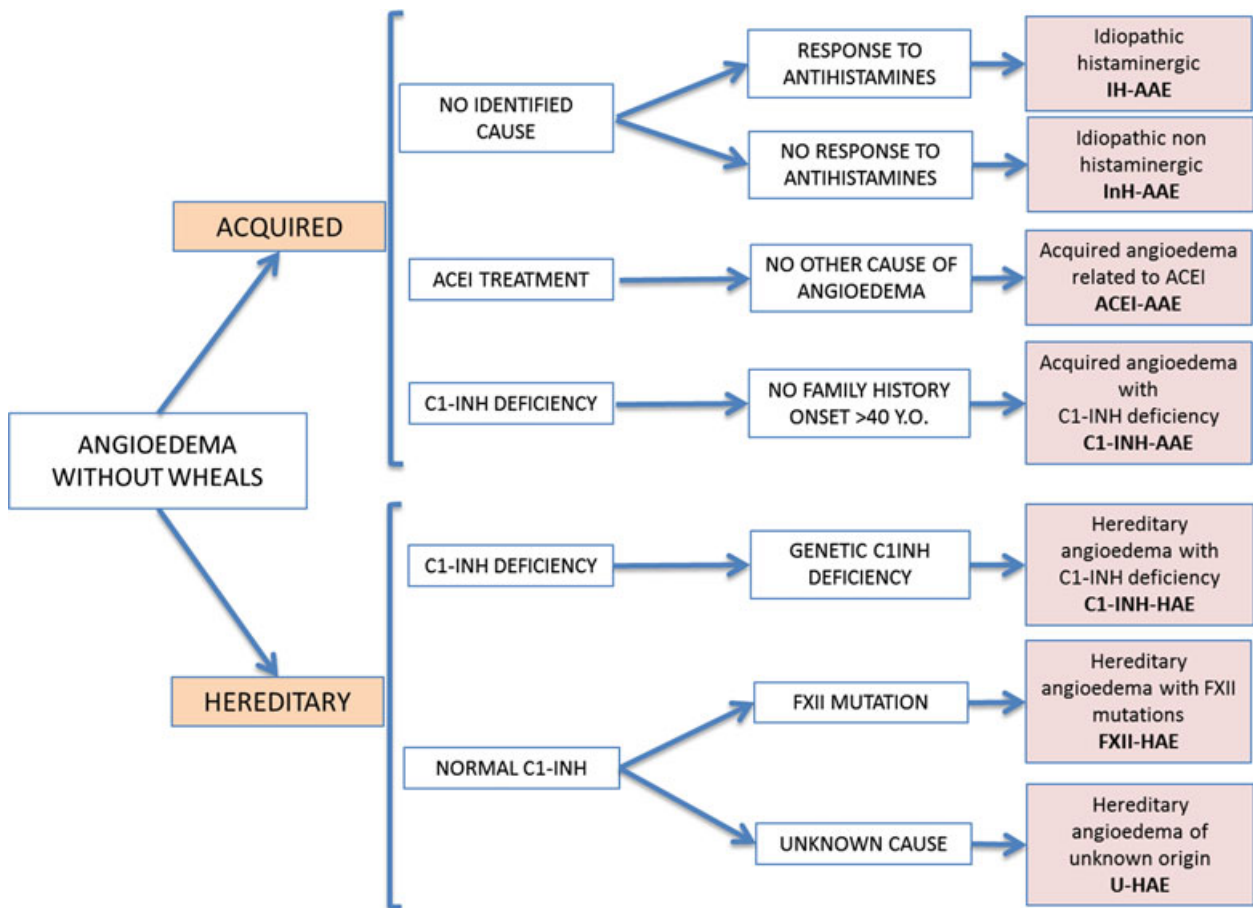 ANGIOEDEMA
WITHOUT WHEALS
ACQUIRED
NO IDENTIFIED
CAUSE
RESPONSE TO
ANTIHISTAMINES
Idiopathic
histaminergic
IH-AAE
NO RESPONSE TO
ANTIHISTAMINES
Idiopathic non
histaminergic
InH-AAE
ACEI TREATMENT
NO OTHER CAUSE OF
ANGIOEDEMA
Acquired angioedema
related to ACEI
ACEI-AAE
C1-INH DEFICIENCY
NO FAMILY HISTORY
ONSET >40 Y.O.
Acquired angioedema
with
C1-INH deficiency
C1-INH-AAE
HEREDITARY
C1-INH DEFICIENCY
GENETIC C1INH
DEFICIENCY
Hereditary
angioedema with
C1-INH deficiency
C1-INH-HAE
NORMAL C1-INH
FXII MUTATION
Hereditary
angioedema with FXII
mutations
FXII-HAE
UNKNOWN CAUSE
Hereditary
angioedema of
unknown origin
U-HAE